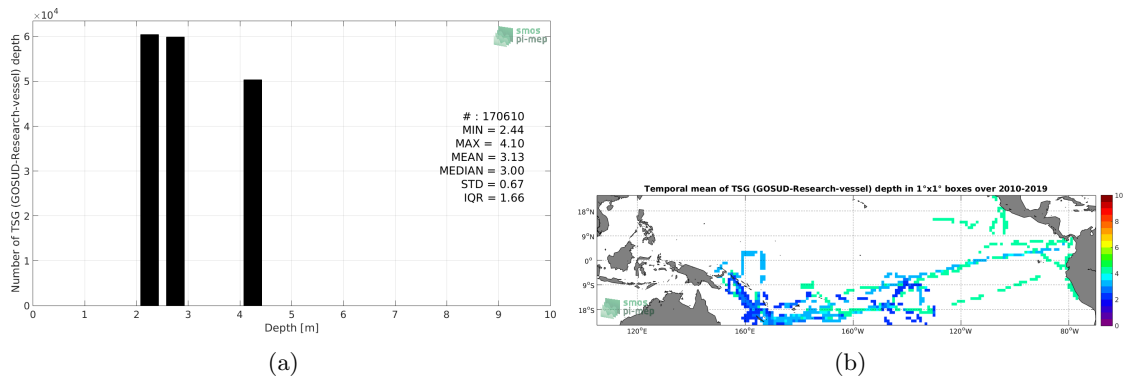 ×10⁴
Number of TSG (GOSUD-Research-vessel) depth
6
5
4
3
2
1
0
0 1 2 3 4 5 6 7 8 9 10
Depth [m]
smos
pi-mep
# : 170610
MIN = 2.44
MAX = 4.10
MEAN = 3.13
MEDIAN = 3.00
STD = 0.67
IQR = 1.66
(a)
Temporal mean of TSG (GOSUD-Research-vessel) depth in 1°x1° boxes over 2010-2019
18°N
9°N
0°
9°S
18°S
120°E 160°E 160°W 120°W 80°W
smos
pi-mep
10
8
6
4
2
0
(b)